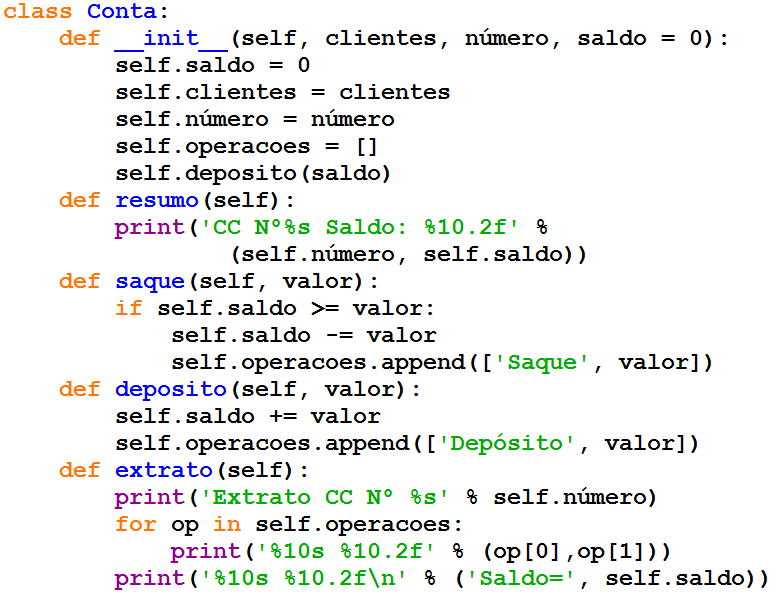 class Conta:
    def __init__(self, clientes, número, saldo = 0):
        self.saldo = 0
        self.clientes = clientes
        self.número = número
        self.operacoes = []
        self.deposito(saldo)
    def resumo(self):
        print('CC N°%s Saldo: %10.2f' %
                (self.número, self.saldo))
    def saque(self, valor):
        if self.saldo >= valor:
            self.saldo -= valor
            self.operacoes.append(['Saque', valor])
    def deposito(self, valor):
        self.saldo += valor
        self.operacoes.append(['Depósito', valor])
    def extrato(self):
        print('Extrato CC N° %s' % self.número)
        for op in self.operacoes:
            print('%10s %10.2f' % (op[0],op[1]))
        print('%10s %10.2f\n' % ('Saldo=', self.saldo))